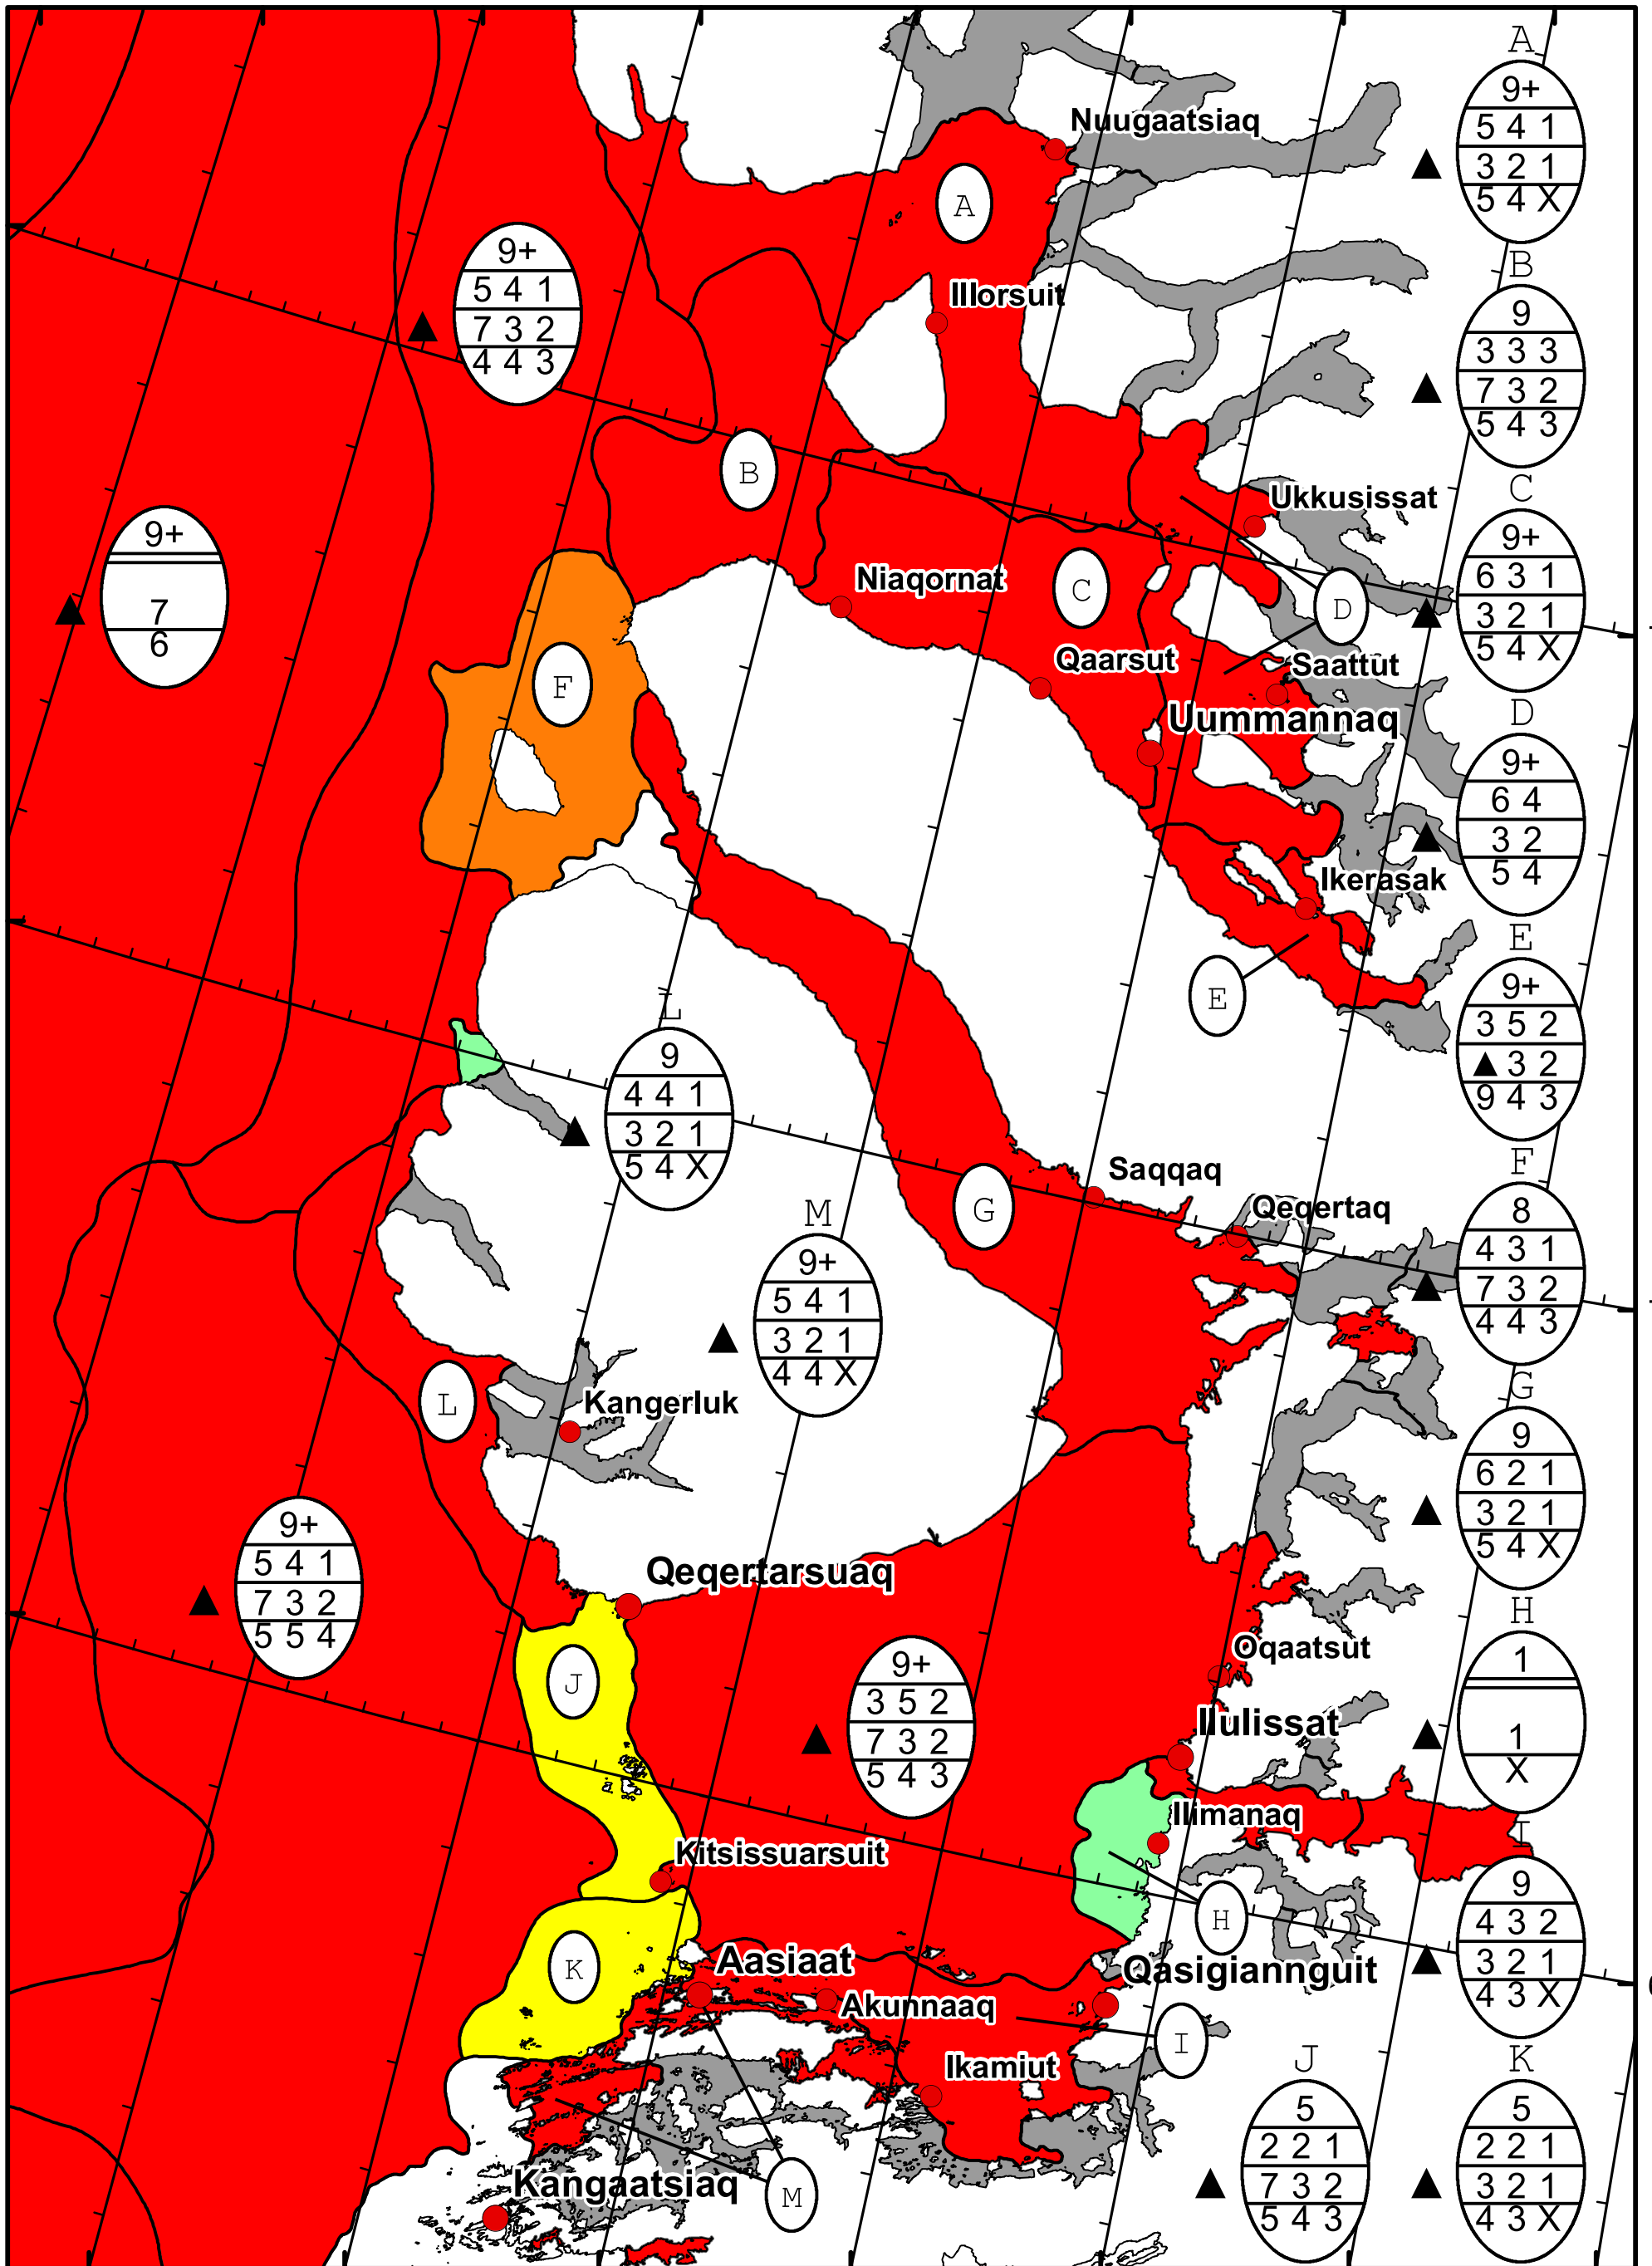 A
9+
5 4 1
3 2 1
5 4 X
Nuugaatsiaq
A
9+
5 4 1
7 3 2
4 4 3
Illorsuit
B
9
3 3 3
7 3 2
5 4 3
B
Ukkusissat
C
9+
6 3 1
3 2 1
5 4 X
9+
7
6
Niaqornat
C
D
Qaarsut
Saattut
F
Uummannaq
D
9+
6 4
3 2
5 4
Ikerasak
E
E
9+
3 5 2
▲ 3 2
9 4 3
L
9
4 4 1
3 2 1
5 4 X
Saqqaq
G
Qeqertaq
F
8
4 3 1
7 3 2
4 4 3
M
9+
5 4 1
3 2 1
4 4 X
L
Kangerluk
G
9
6 2 1
3 2 1
5 4 X
9+
5 4 1
7 3 2
5 5 4
Qeqertarsuaq
J
Oqaatsut
H
1
1
X
9+
3 5 2
7 3 2
5 4 3
Ilulissat
Ilimanaq
Kitsissuarsuit
H
I
9
4 3 2
3 2 1
4 3 X
K
Aasiaat
Qasigiannguit
Akunnaaq
I
Ikamiut
J
5
2 2 1
7 3 2
5 4 3
K
5
2 2 1
3 2 1
4 3 X
Kangaatsiaq
M